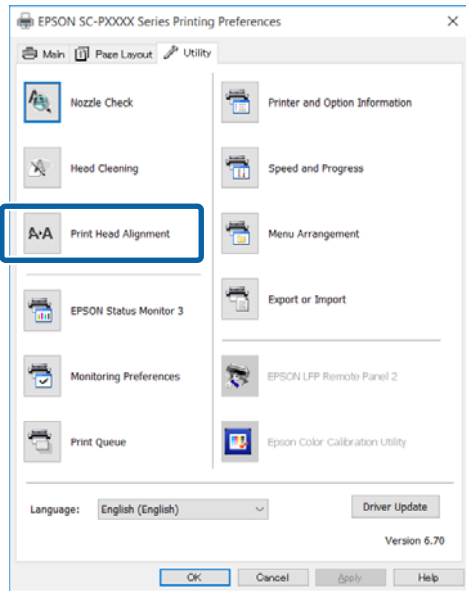 EPSON SC-PXXXX Series Printing Preferences
Main Page Layout Utility
Nozzle Check
Printer and Option Information
Head Cleaning
Speed and Progress
A·A Print Head Alignment
Menu Arrangement
EPSON Status Monitor 3
Export or Import
Monitoring Preferences
EPSON LFP Remote Panel 2
Print Queue
Epson Color Calibration Utility
Language: English (English)
Driver Update
Version 6.70
OK Cancel Apply Help